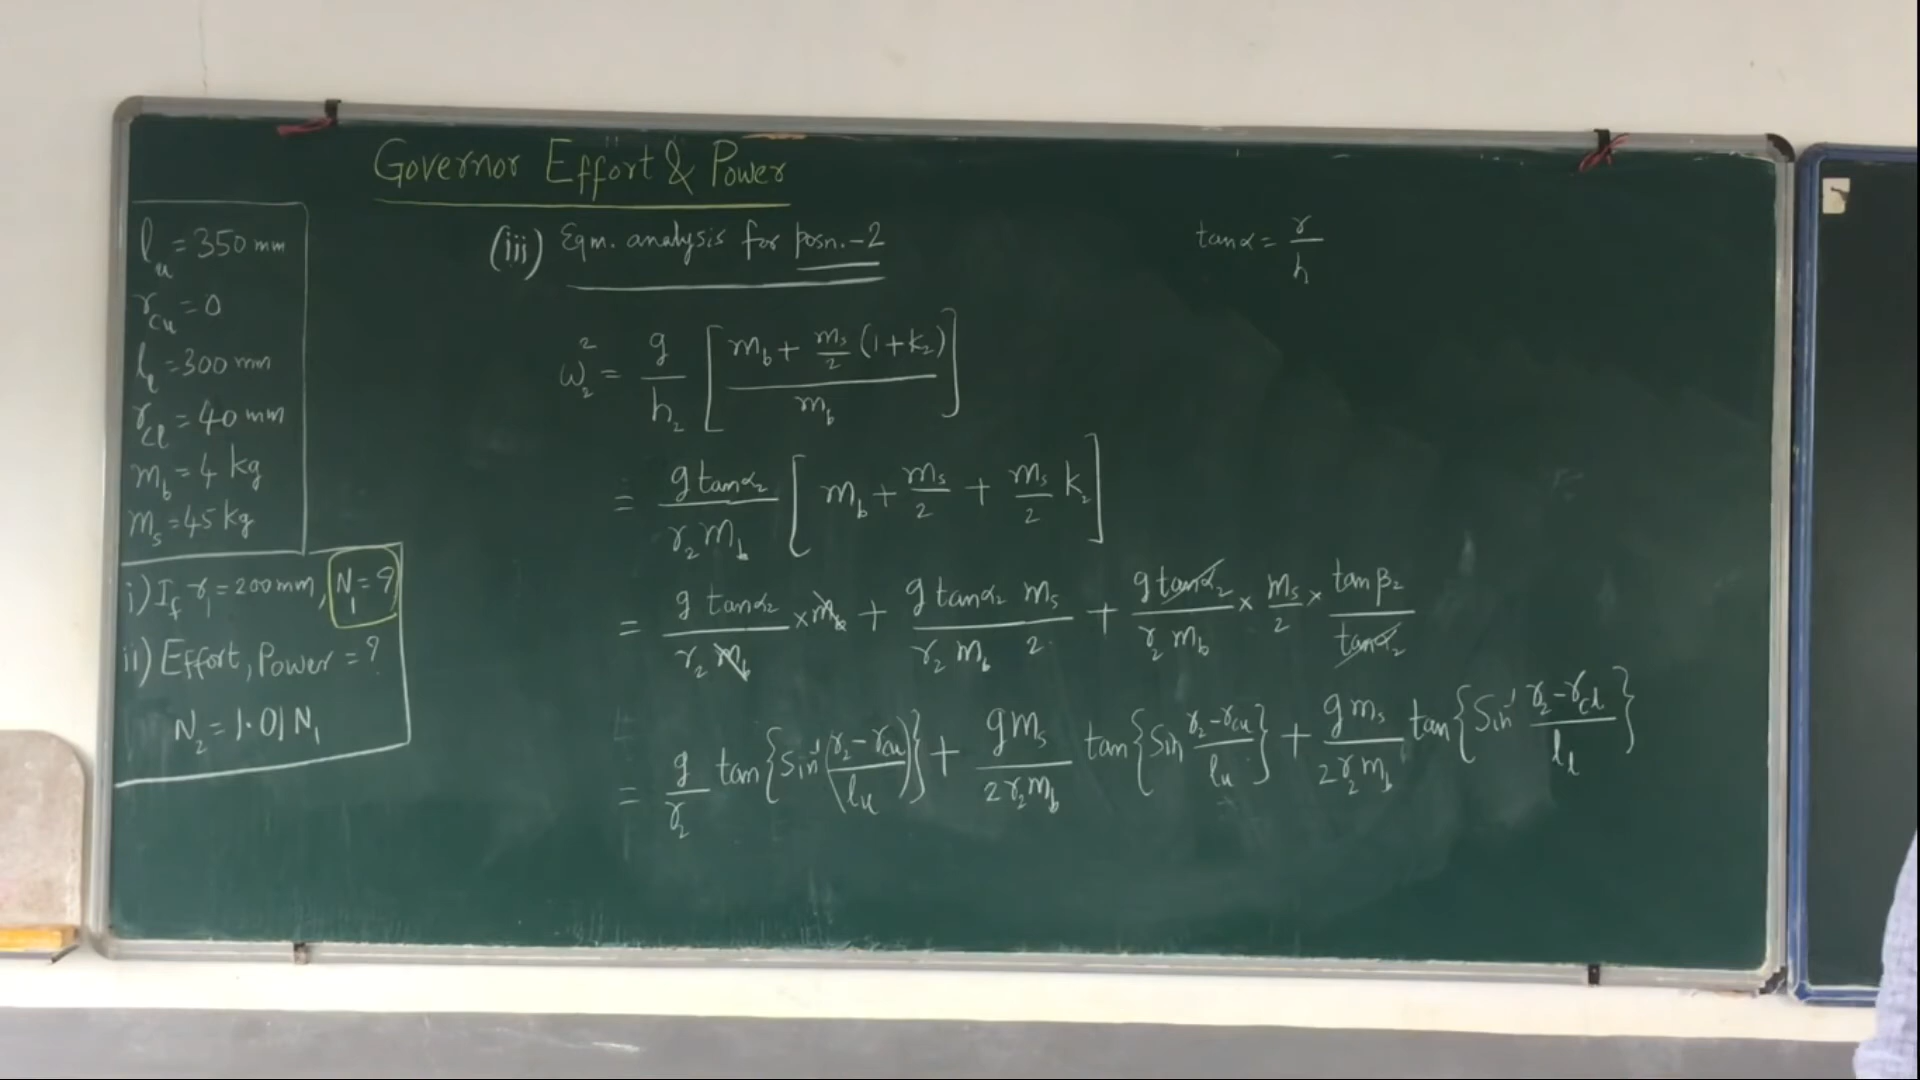 Governor Effort & Power
l_u = 350 mm
r_cu = 0
l_l = 300 mm
r_cl = 40 mm
m_b = 4 kg
m_s = 45 kg
i) If r_1 = 200 mm, N_1 = ?
ii) Effort, Power = ?
N_2 = 1.01 N_1
(iii) Eqm. analysis for posn.-2
tanα = r/h
ω_2^2 = g/h_2 [ (m_b + m_s/2 (1+k_2)) / m_b ]
= g tanα_2 / r_2 m_b [ m_b + m_s/2 + m_s/2 k_2 ]
= g tanα_2 / r_2 m_b × m_b + g tanα_2 m_s / r_2 m_b 2 + g tanα_2 / r_2 m_b × m_s/2 × tanβ_2 / tanα_2
= g/r_2 tan{Sin^-1 ((r_2 - r_cu)/l_u)} + g m_s / 2 r_2 m_b tan{Sin (r_2 - r_cu)/l_u} + g m_s / 2 r_2 m_b tan{Sin^-1 (r_2 - r_cl)/l_l}